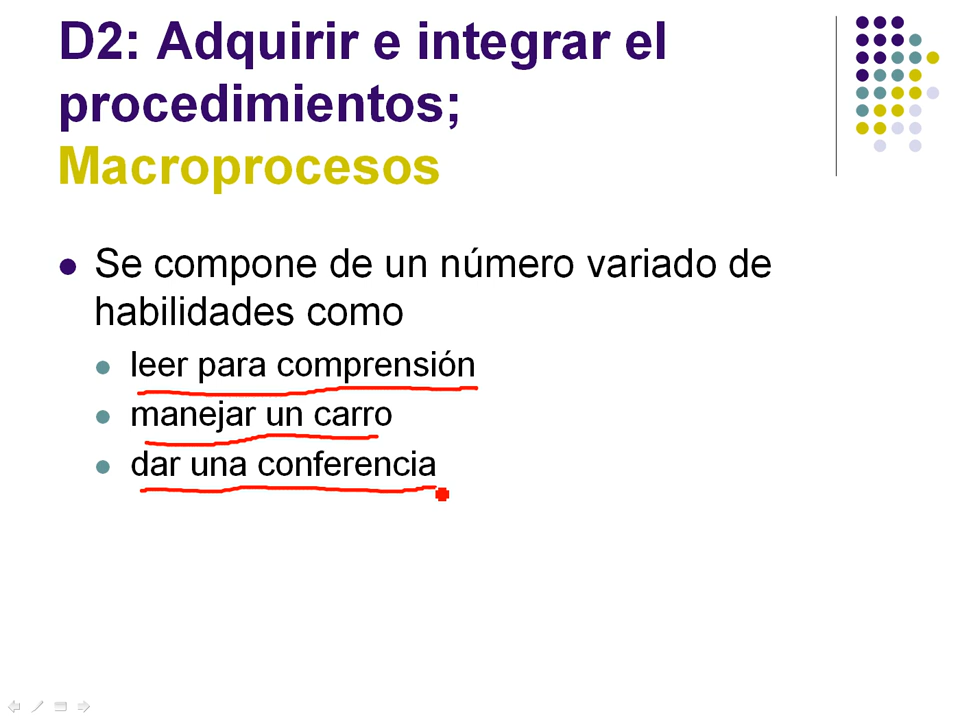 D2: Adquirir e integrar el
procedimientos;
Macroprocesos
Se compone de un número variado de
habilidades como
leer para comprensión
manejar un carro
dar una conferencia